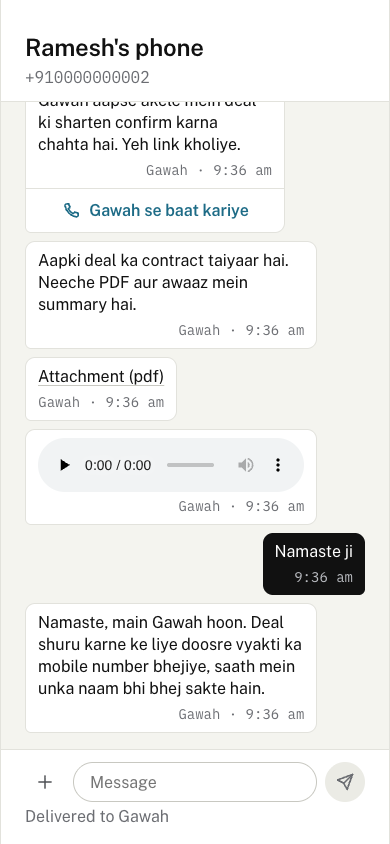 Ramesh's phone
+910000000002
Gawah aapse akele mein deal
ki sharten confirm karna
chahta hai. Yeh link kholiye.
Gawah · 9:36 am
Gawah se baat kariye
Aapki deal ka contract taiyaar hai.
Neeche PDF aur awaaz mein
summary hai.
Gawah · 9:36 am
Attachment (pdf)
Gawah · 9:36 am
0:00 / 0:00
Gawah · 9:36 am
Namaste ji
9:36 am
Namaste, main Gawah hoon. Deal
shuru karne ke liye doosre vyakti ka
mobile number bhejiye, saath mein
unka naam bhi bhej sakte hain.
Gawah · 9:36 am
Message
Delivered to Gawah